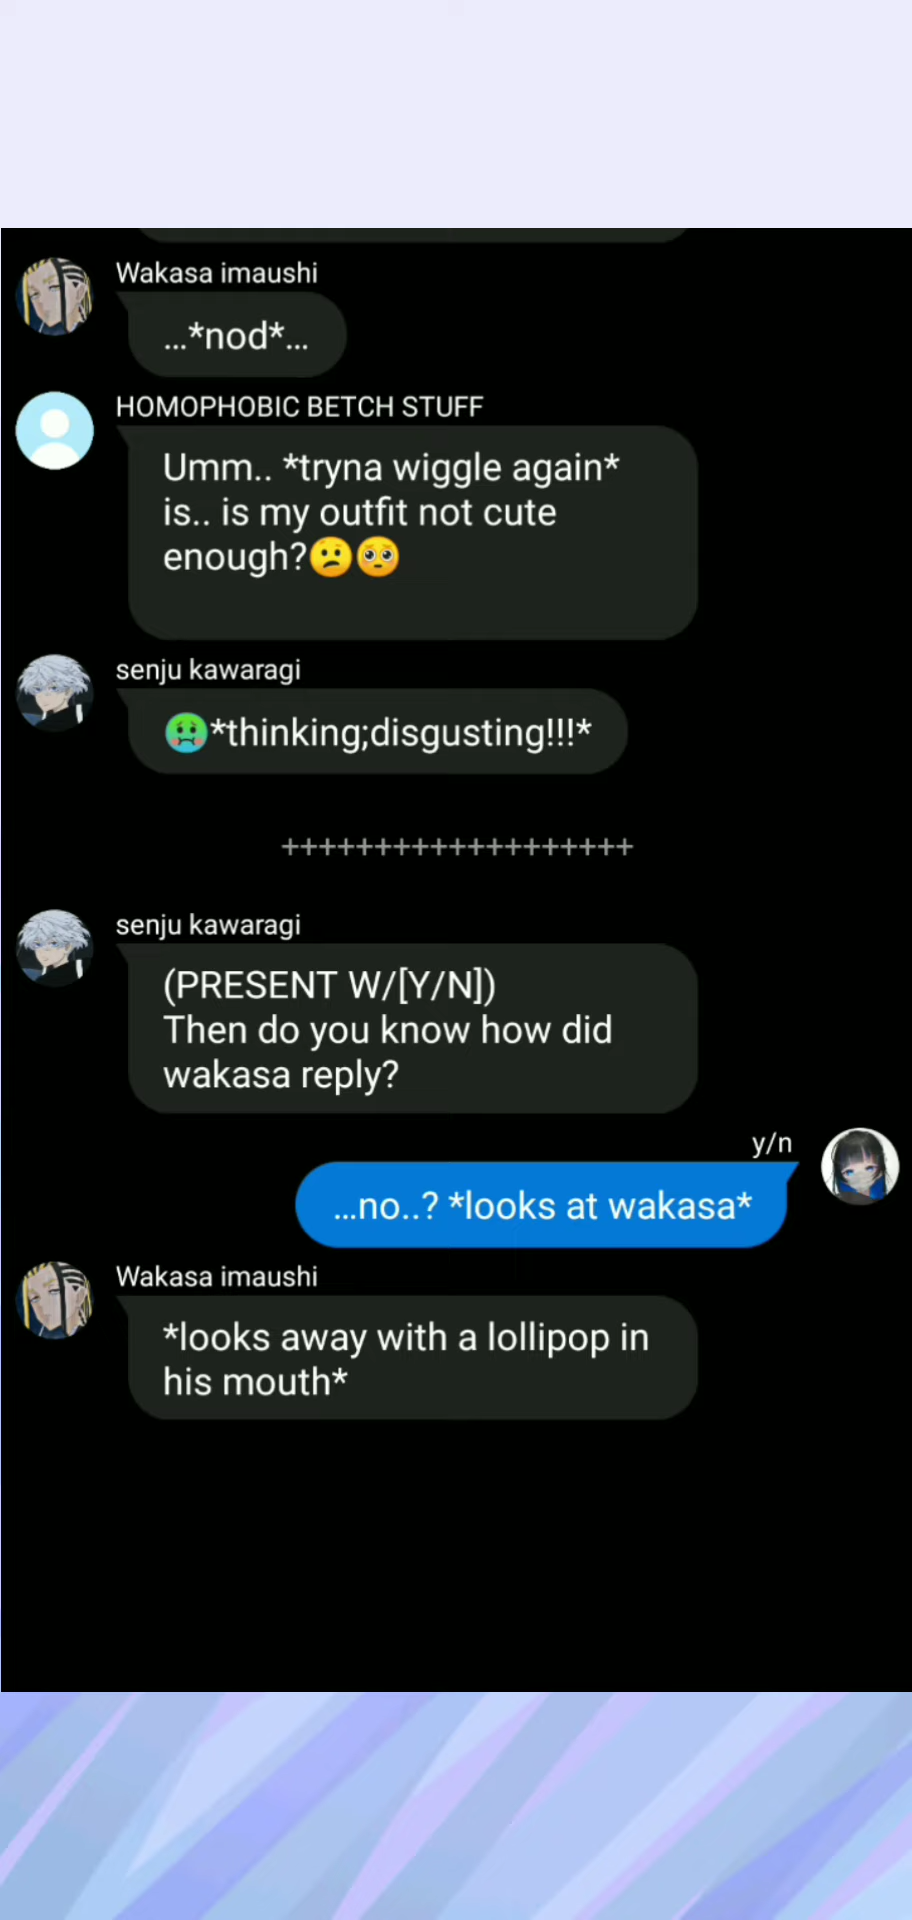 Wakasa imaushi
...*nod*...
HOMOPHOBIC BETCH STUFF
Umm.. *tryna wiggle again*
is.. is my outfit not cute
enough?😕🥺
senju kawaragi
🤢*thinking;disgusting!!!*
+++++++++++++++++++
senju kawaragi
(PRESENT W/[Y/N])
Then do you know how did
wakasa reply?
y/n
...no..? *looks at wakasa*
Wakasa imaushi
*looks away with a lollipop in
his mouth*